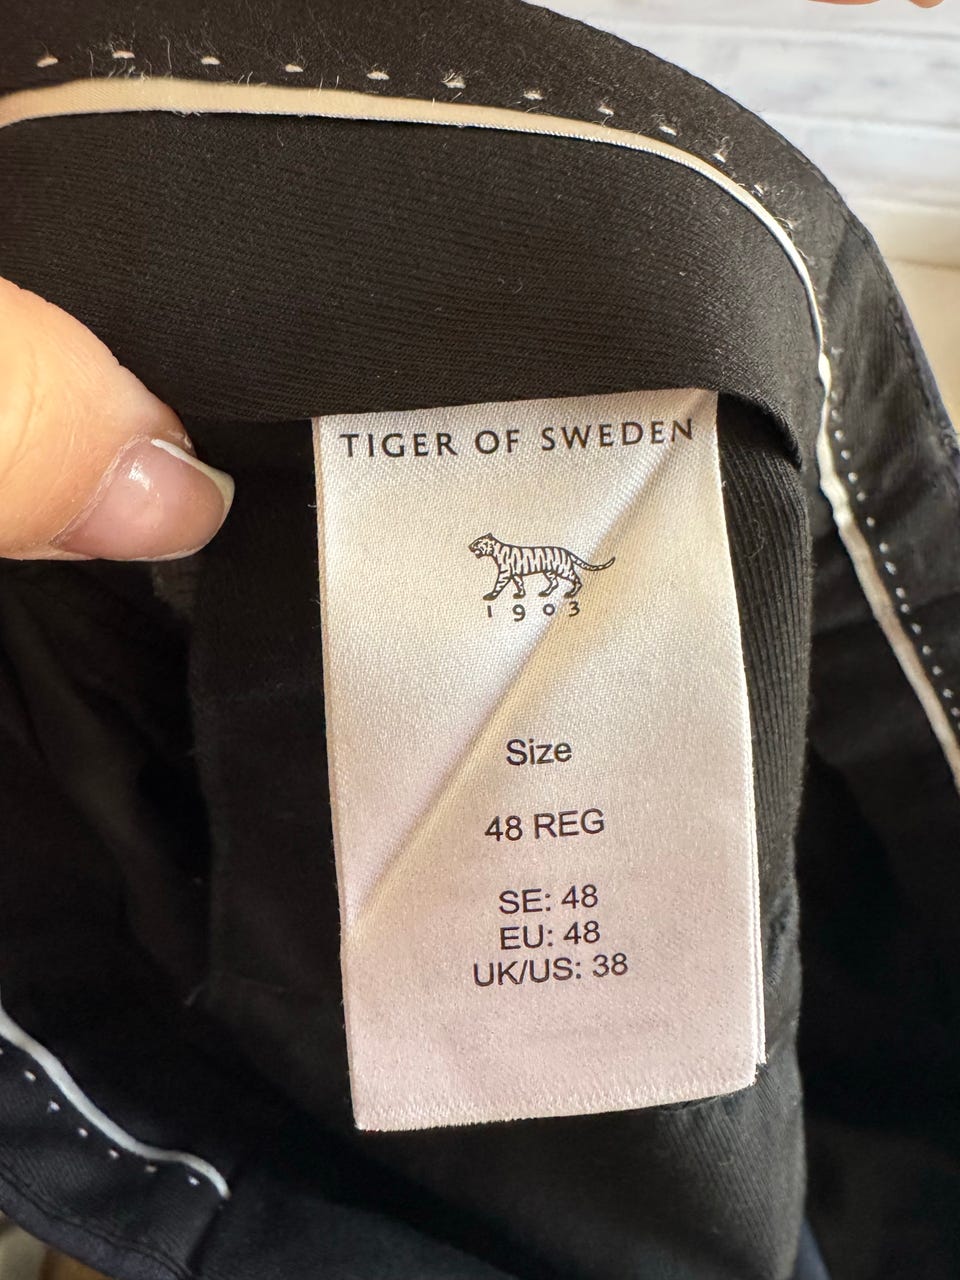 TIGER OF SWEDEN
1903
Size
48 REG
SE: 48
EU: 48
UK/US: 38